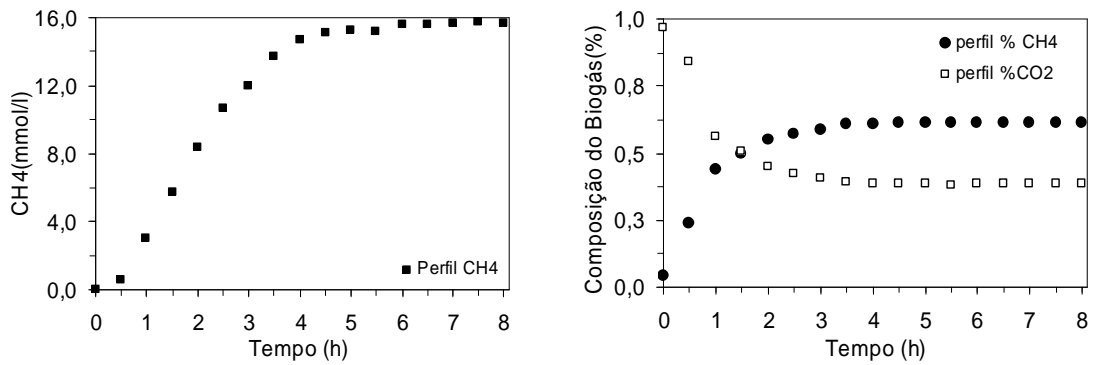 CH4(mmol/l)
16,0
12,0
8,0
4,0
0,0
Perfil CH4
0 1 2 3 4 5 6 7 8
Tempo (h)
Composição do Biogás(%)
1,0
0,8
0,5
0,3
0,0
perfil % CH4
perfil %CO2
0 1 2 3 4 5 6 7 8
Tempo (h)